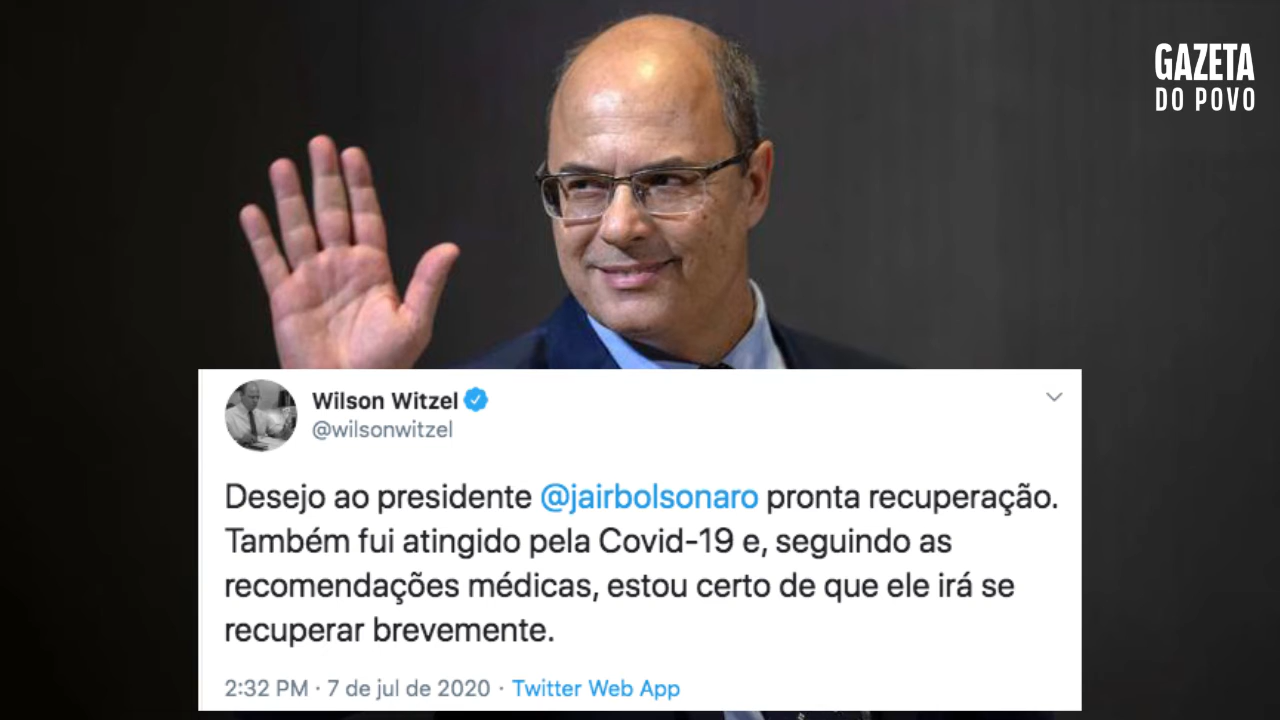 GAZETA
DO POVO
Wilson Witzel
@wilsonwitzel
Desejo ao presidente @jairbolsonaro pronta recuperação.
Também fui atingido pela Covid-19 e, seguindo as
recomendações médicas, estou certo de que ele irá se
recuperar brevemente.
2:32 PM · 7 de jul de 2020 · Twitter Web App